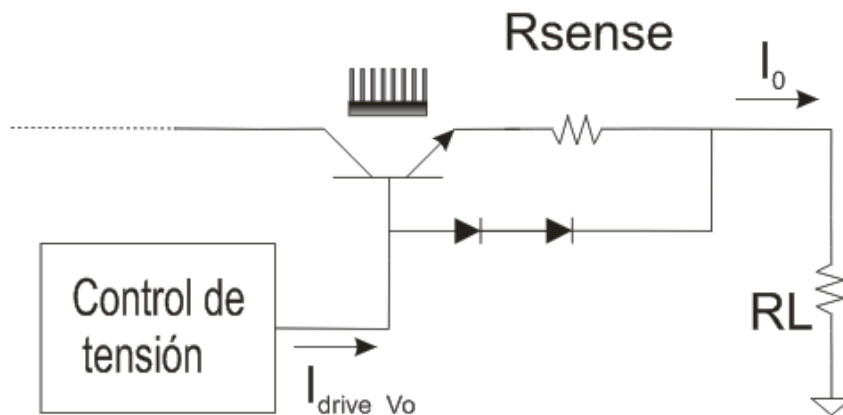 Rsense
I0
Control de
tensión
RL
Idrive Vo